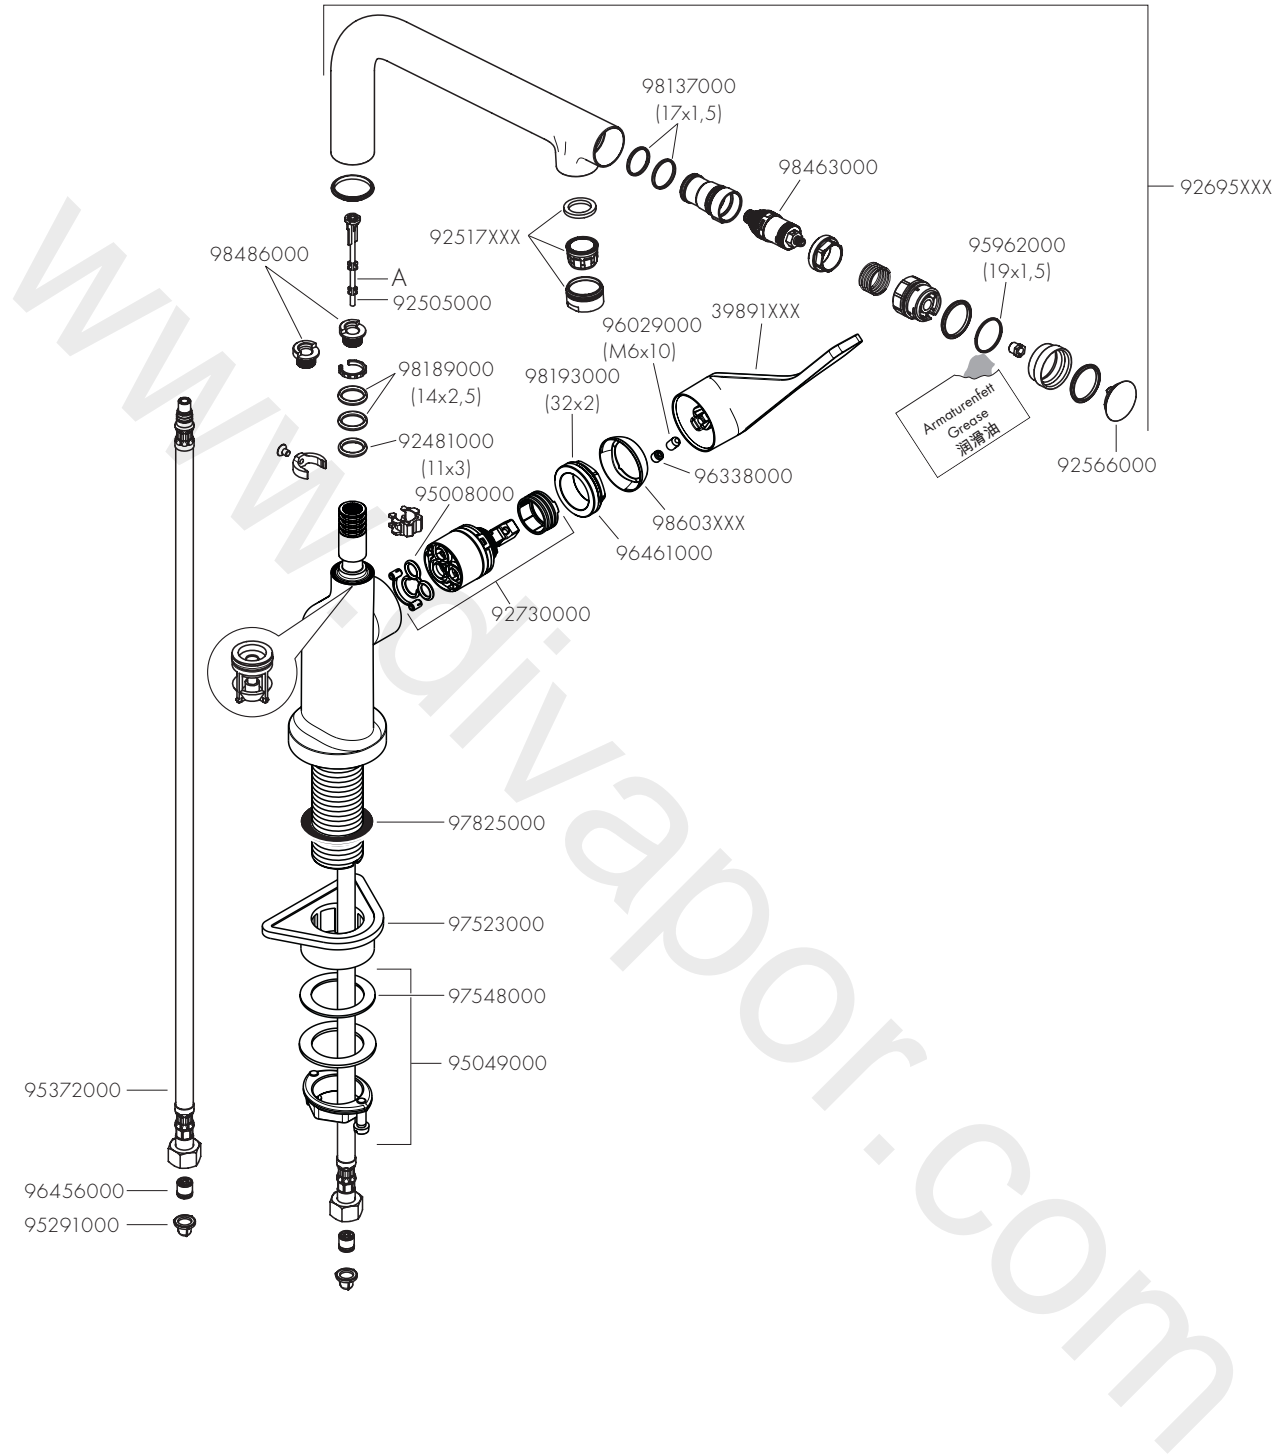 98137000
(17x1,5)
98463000
92695XXX
92517XXX
98486000
A
92505000
95962000
(19x1,5)
39891XXX
96029000
(M6x10)
98189000
(14x2,5)
98193000
(32x2)
Armaturenfett
Grease
润滑油
92481000
(11x3)
92566000
96338000
95008000
98603XXX
96461000
92730000
97825000
97523000
97548000
95049000
95372000
96456000
95291000
www.divapor.com